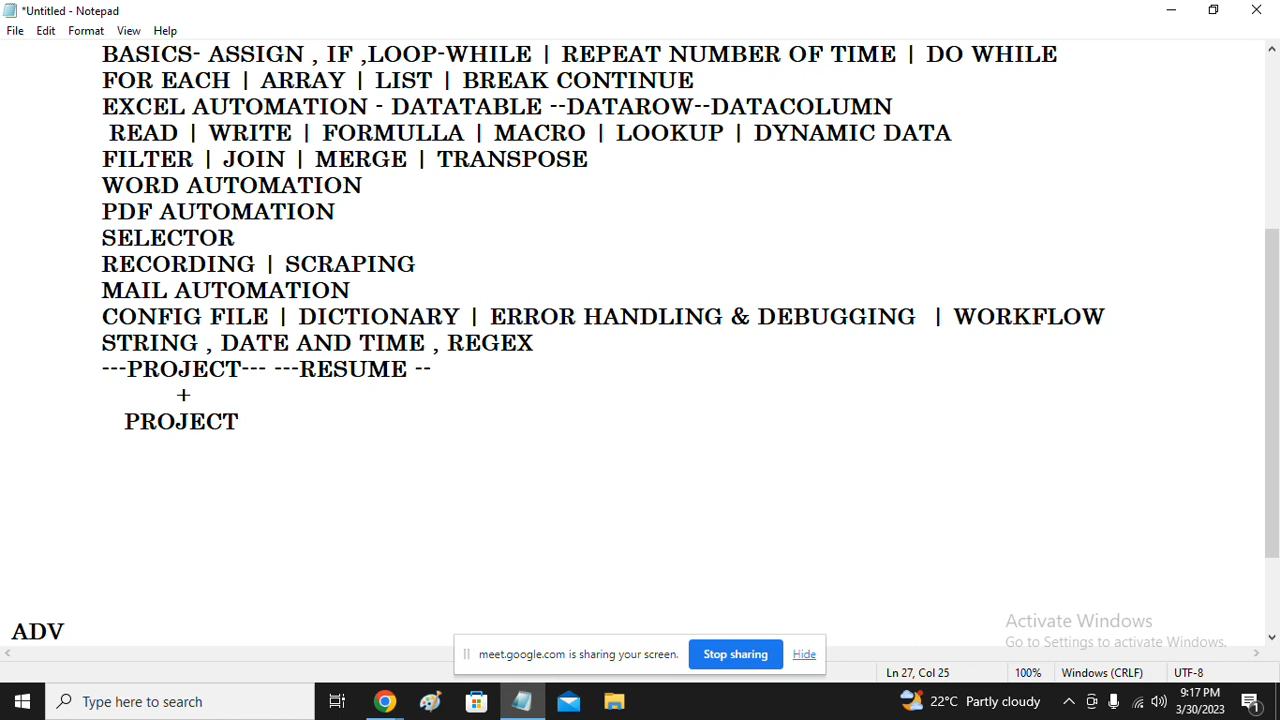 *Untitled - Notepad
File Edit Format View Help
BASICS- ASSIGN , IF ,LOOP-WHILE | REPEAT NUMBER OF TIME | DO WHILE
FOR EACH | ARRAY | LIST | BREAK CONTINUE
EXCEL AUTOMATION - DATATABLE --DATAROW--DATACOLUMN
READ | WRITE | FORMULLA | MACRO | LOOKUP | DYNAMIC DATA
FILTER | JOIN | MERGE | TRANSPOSE
WORD AUTOMATION
PDF AUTOMATION
SELECTOR
RECORDING | SCRAPING
MAIL AUTOMATION
CONFIG FILE | DICTIONARY | ERROR HANDLING & DEBUGGING | WORKFLOW
STRING , DATE AND TIME , REGEX
---PROJECT--- ---RESUME --
+
PROJECT
ADV
Activate Windows
Go to Settings to activate Windows.
meet.google.com is sharing your screen. Stop sharing Hide
Ln 27, Col 25 100% Windows (CRLF) UTF-8
Type here to search 22°C Partly cloudy 9:17 PM
3/30/2023 1